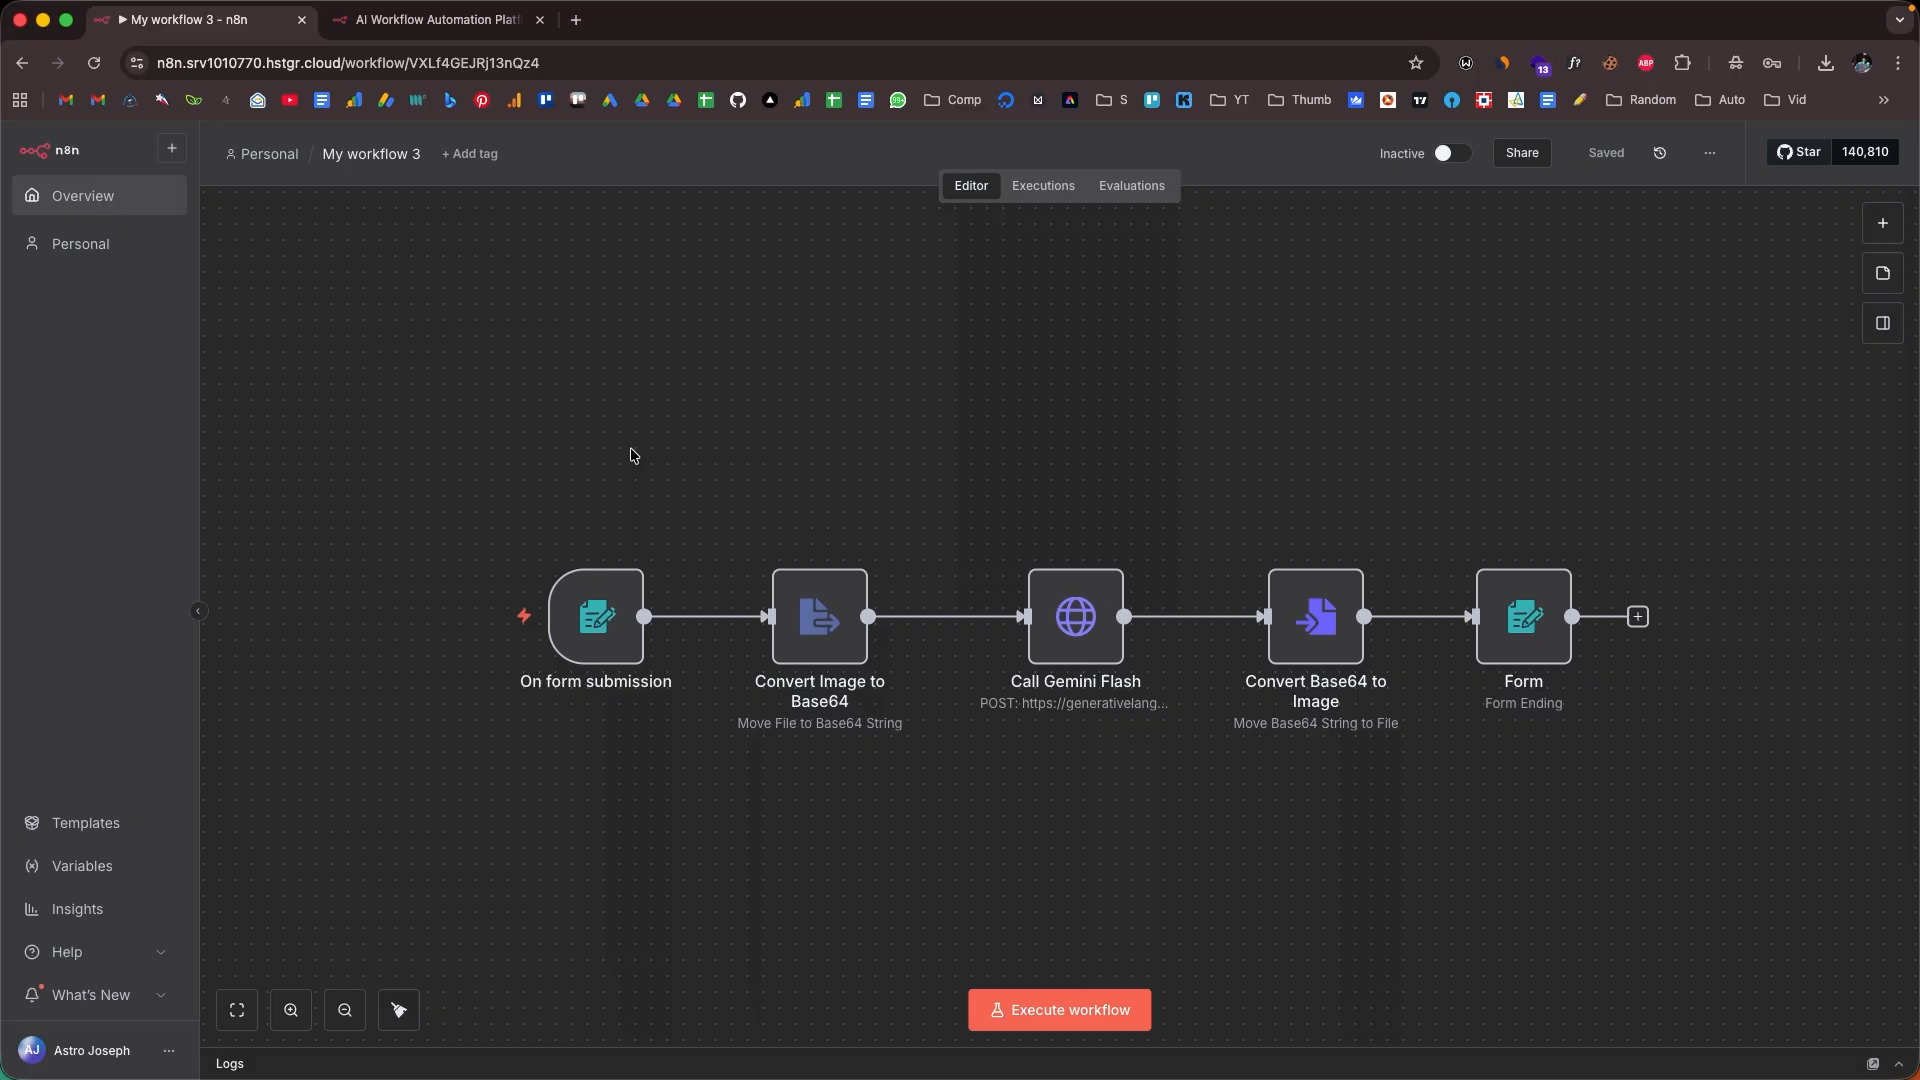 My workflow 3 - n8n
AI Workflow Automation Platf
n8n.srv1010770.hstgr.cloud/workflow/VXLf4GEJRj13nQz4
13
ABP
Comp
S
YT
Thumb
Random
Auto
Vid
n8n
Personal / My workflow 3 + Add tag
Inactive
Share
Saved
Star 140,810
Overview
Personal
Editor Executions Evaluations
On form submission
Convert Image to
Base64
Move File to Base64 String
Call Gemini Flash
POST: https://generativelang...
Convert Base64 to
Image
Move Base64 String to File
Form
Form Ending
Templates
Variables
Insights
Help
What's New
AJ
Astro Joseph
Execute workflow
Logs